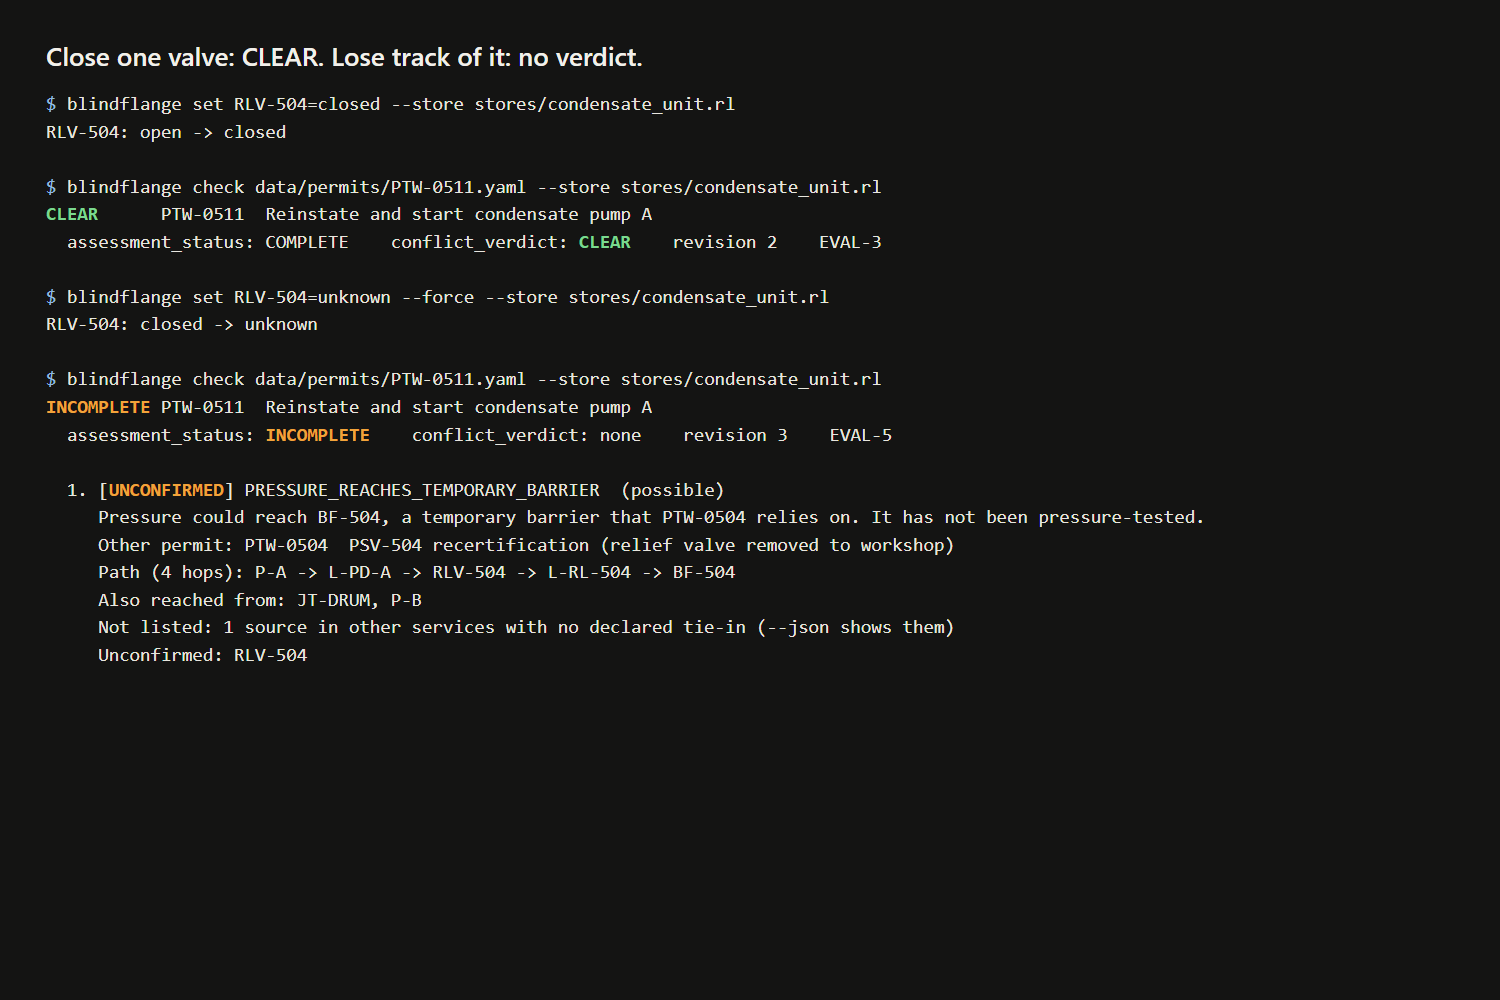 Close one valve: CLEAR. Lose track of it: no verdict.
$ blindflange set RLV-504=closed --store stores/condensate_unit.rl
RLV-504: open -> closed
$ blindflange check data/permits/PTW-0511.yaml --store stores/condensate_unit.rl
CLEAR      PTW-0511  Reinstate and start condensate pump A
  assessment_status: COMPLETE    conflict_verdict: CLEAR    revision 2    EVAL-3
$ blindflange set RLV-504=unknown --force --store stores/condensate_unit.rl
RLV-504: closed -> unknown
$ blindflange check data/permits/PTW-0511.yaml --store stores/condensate_unit.rl
INCOMPLETE PTW-0511  Reinstate and start condensate pump A
  assessment_status: INCOMPLETE    conflict_verdict: none    revision 3    EVAL-5
  1. [UNCONFIRMED] PRESSURE_REACHES_TEMPORARY_BARRIER  (possible)
     Pressure could reach BF-504, a temporary barrier that PTW-0504 relies on. It has not been pressure-tested.
     Other permit: PTW-0504  PSV-504 recertification (relief valve removed to workshop)
     Path (4 hops): P-A -> L-PD-A -> RLV-504 -> L-RL-504 -> BF-504
     Also reached from: JT-DRUM, P-B
     Not listed: 1 source in other services with no declared tie-in (--json shows them)
     Unconfirmed: RLV-504